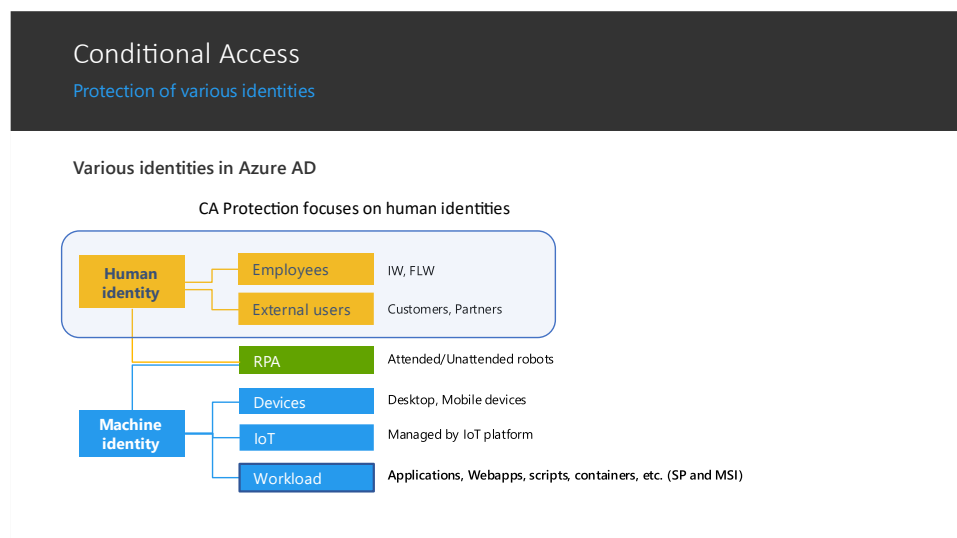 Conditional Access
Protection of various identities
Various identities in Azure AD
CA Protection focuses on human identities
Human
identity
Employees
IW, FLW
External users
Customers, Partners
RPA
Attended/Unattended robots
Devices
Desktop, Mobile devices
Machine
identity
IoT
Managed by IoT platform
Workload
Applications, Webapps, scripts, containers, etc. (SP and MSI)